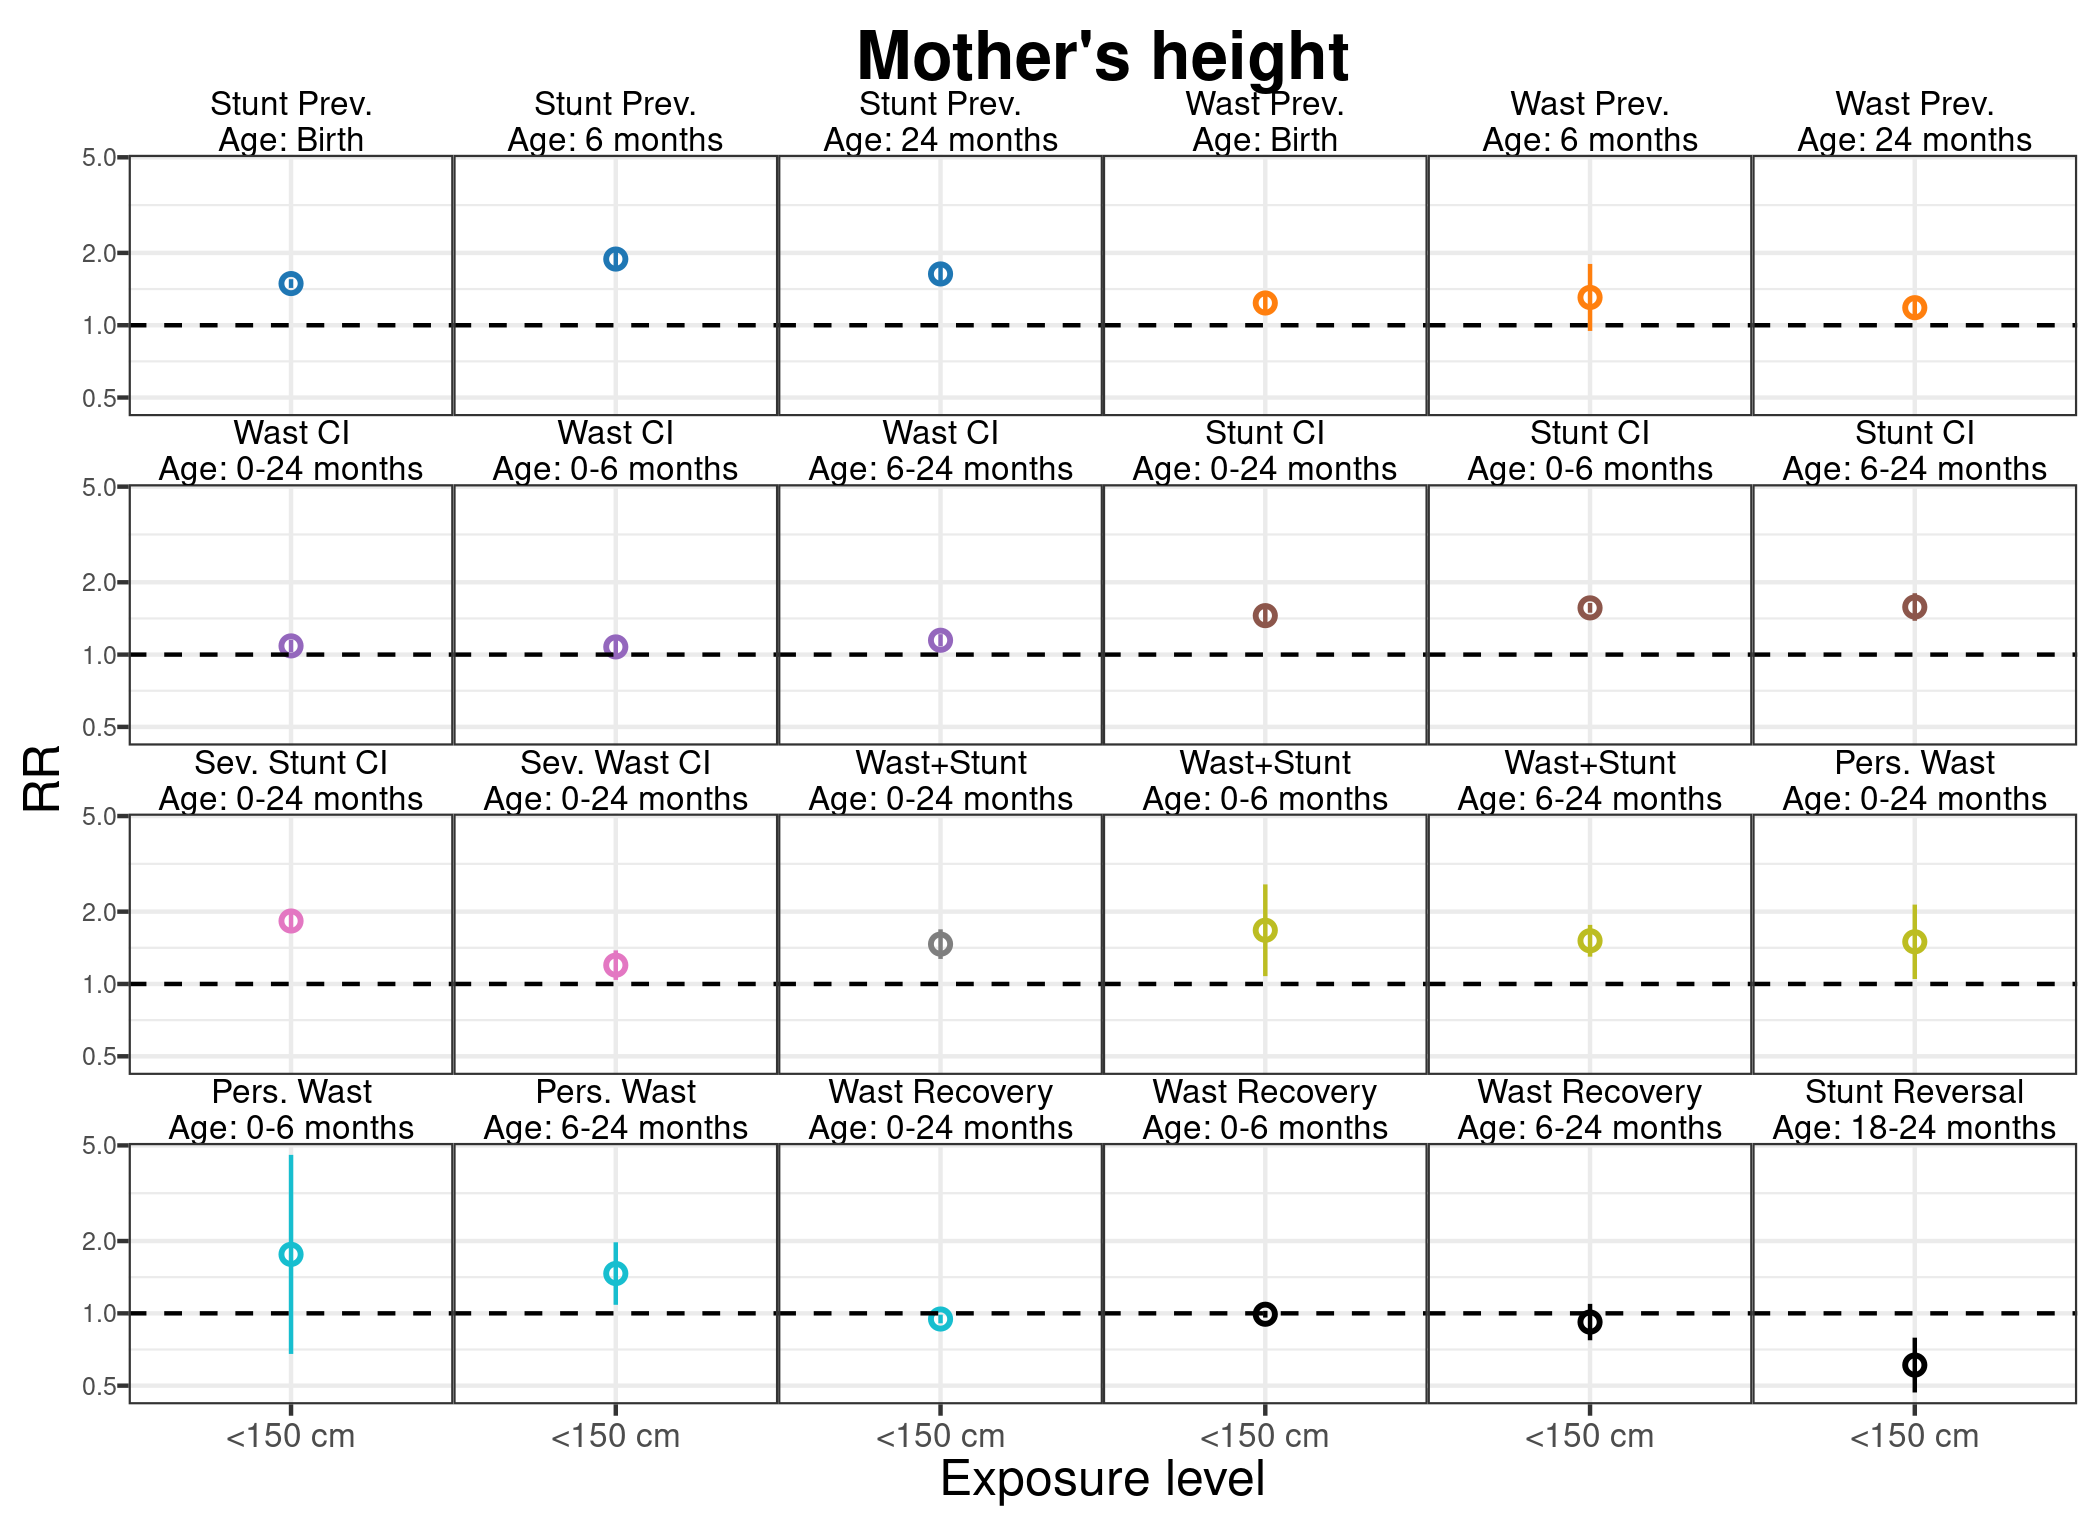 Mother's height
Stunt Prev. Stunt Prev. Stunt Prev. Wast Prev. Wast Prev. Wast Prev.
Age: Birth Age: 6 months Age: 24 months Age: Birth Age: 6 months Age: 24 months
5.0
2.0
1.0
0.5
Wast CI Wast CI Wast CI Stunt CI Stunt CI Stunt CI
Age: 0-24 months Age: 0-6 months Age: 6-24 months Age: 0-24 months Age: 0-6 months Age: 6-24 months
5.0
2.0
1.0
0.5
RR
Sev. Stunt CI Sev. Wast CI Wast+Stunt Wast+Stunt Wast+Stunt Pers. Wast
Age: 0-24 months Age: 0-24 months Age: 0-24 months Age: 0-6 months Age: 6-24 months Age: 0-24 months
5.0
2.0
1.0
0.5
Pers. Wast Pers. Wast Wast Recovery Wast Recovery Wast Recovery Stunt Reversal
Age: 0-6 months Age: 6-24 months Age: 0-24 months Age: 0-6 months Age: 6-24 months Age: 18-24 months
5.0
2.0
1.0
0.5
<150 cm <150 cm <150 cm <150 cm <150 cm <150 cm
Exposure level